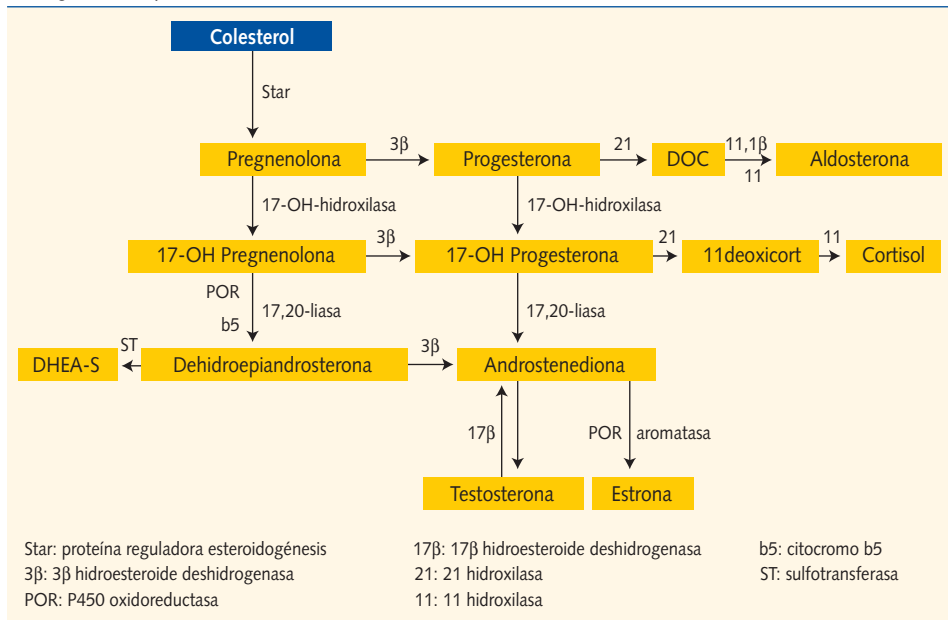 Colesterol
Star
3β
21
11,1β
Pregnenolona
Progesterona
DOC
Aldosterona
11
17-OH-hidroxilasa
17-OH-hidroxilasa
3β
21
11
17-OH Pregnenolona
17-OH Progesterona
11deoxicort
Cortisol
POR
b5
17,20-liasa
17,20-liasa
ST
3β
DHEA-S
Dehidroepiandrosterona
Androstenediona
17β
POR
aromatasa
Testosterona
Estrona
Star: proteína reguladora esteroidogénesis
17β: 17β hidroesteroide deshidrogenasa
b5: citocromo b5
3β: 3β hidroesteroide deshidrogenasa
21: 21 hidroxilasa
ST: sulfotransferasa
POR: P450 oxidoreductasa
11: 11 hidroxilasa